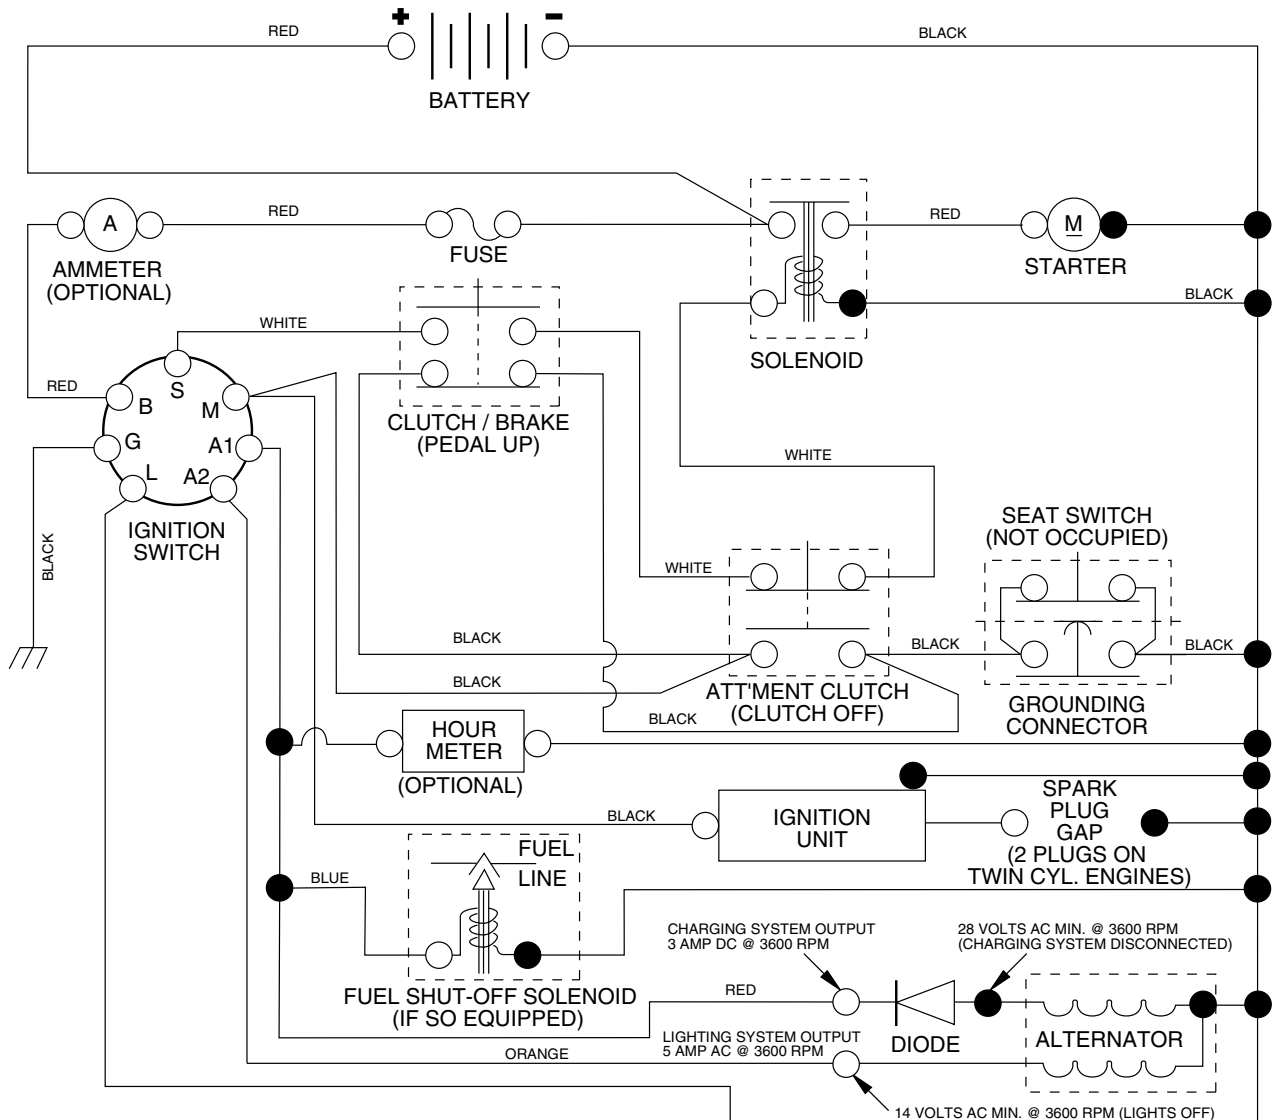 + -
RED
BLACK
BATTERY
A
RED
FUSE
RED
M
AMMETER
(OPTIONAL)
STARTER
BLACK
WHITE
SOLENOID
RED
S
B
M
CLUTCH / BRAKE
(PEDAL UP)
G
A1
L
A2
WHITE
IGNITION
SWITCH
BLACK
SEAT SWITCH
(NOT OCCUPIED)
WHITE
BLACK
BLACK
BLACK
BLACK
ATT'MENT CLUTCH
(CLUTCH OFF)
BLACK
GROUNDING
CONNECTOR
HOUR
METER
(OPTIONAL)
BLACK
IGNITION
UNIT
SPARK
PLUG
GAP
(2 PLUGS ON
TWIN CYL. ENGINES)
FUEL
LINE
BLUE
CHARGING SYSTEM OUTPUT
3 AMP DC @ 3600 RPM
28 VOLTS AC MIN. @ 3600 RPM
(CHARGING SYSTEM DISCONNECTED)
FUEL SHUT-OFF SOLENOID
(IF SO EQUIPPED)
RED
DIODE
ALTERNATOR
LIGHTING SYSTEM OUTPUT
5 AMP AC @ 3600 RPM
ORANGE
14 VOLTS AC MIN. @ 3600 RPM (LIGHTS OFF)